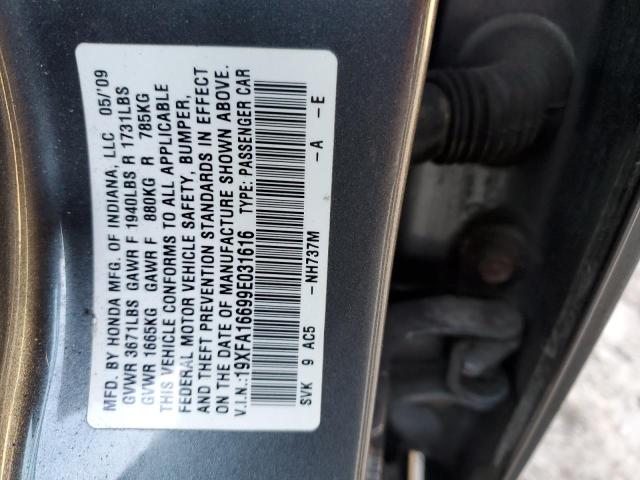 MFD. BY HONDA MFG. OF INDIANA, LLC 05/'09
GVWR 3671LBS GAWR F 1940LBS R 1731LBS
GVWR 1665KG GAWR F 880KG R 785KG
THIS VEHICLE CONFORMS TO ALL APPLICABLE
FEDERAL MOTOR VEHICLE SAFETY, BUMPER,
AND THEFT PREVENTION STANDARDS IN EFFECT
ON THE DATE OF MANUFACTURE SHOWN ABOVE.
V.I.N.:19XFA16699E031616 TYPE: PASSENGER CAR
SVK 9 AC5 -NH737M -A -E